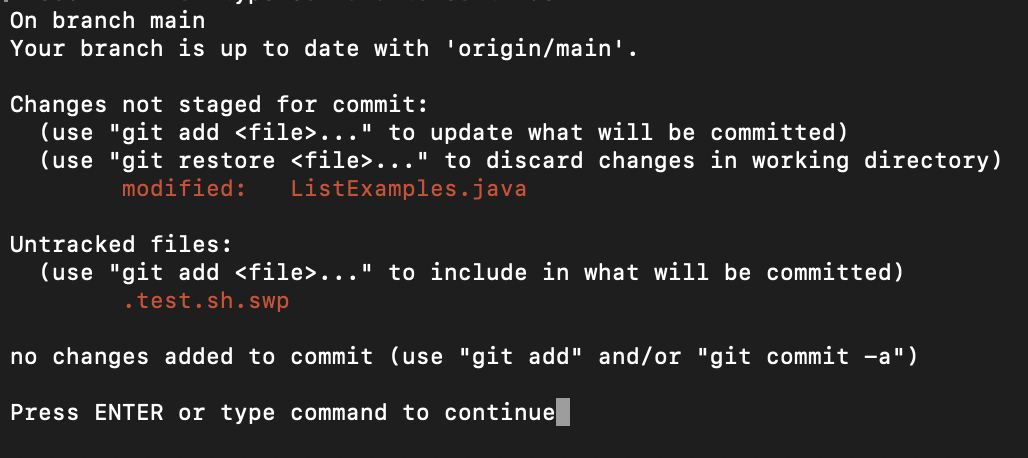 On branch main
Your branch is up to date with 'origin/main'.
Changes not staged for commit:
(use "git add <file>..." to update what will be committed)
(use "git restore <file>..." to discard changes in working directory)
modified:   ListExamples.java
Untracked files:
(use "git add <file>..." to include in what will be committed)
.test.sh.swp
no changes added to commit (use "git add" and/or "git commit -a")
Press ENTER or type command to continue